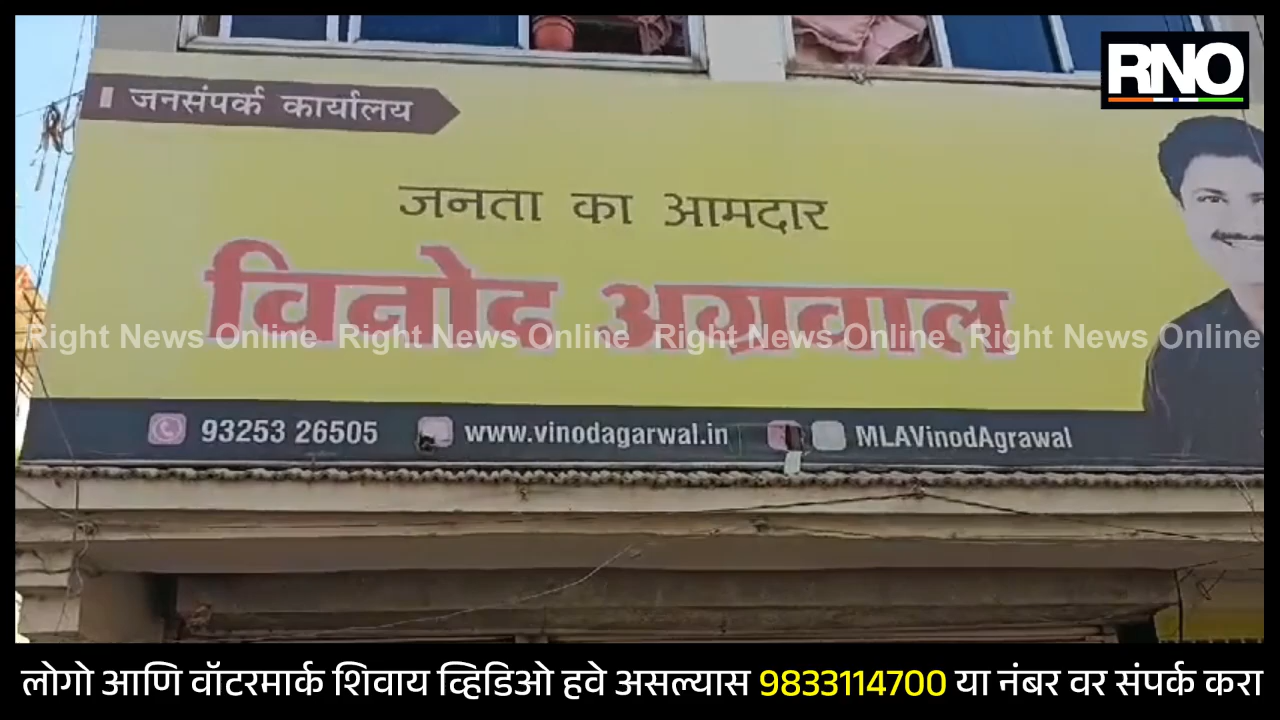 RNO
जनसंपर्क कार्यालय
जनता का आमदार
विनोद अग्रवाल
Right News Online Right News Online Right News Online Right News Online
93253 26505 www.vinodagarwal.in MLAVinodAgrawal
लोगो आणि वॉटरमार्क शिवाय व्हिडिओ हवे असल्यास 9833114700 या नंबर वर संपर्क करा